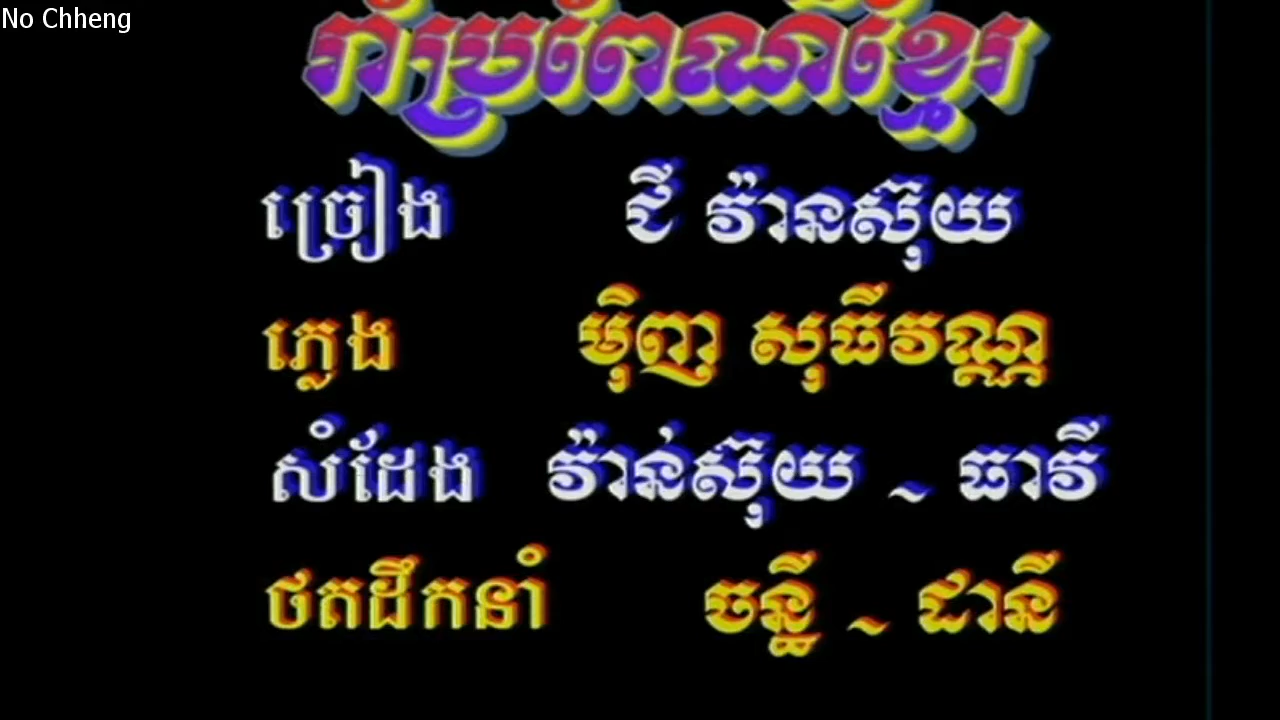 No Chheng
រាំប្រពៃណីខ្មែរ
ច្រៀង ជី វ៉ានស៊ុយ
ភ្លេង ម៉ិញ សុធីវណ្ណ
សំដែង វ៉ាន់ស៊ុយ ~ ធាវី
ថតដឹកនាំ ចន្ធី ~ ដានី